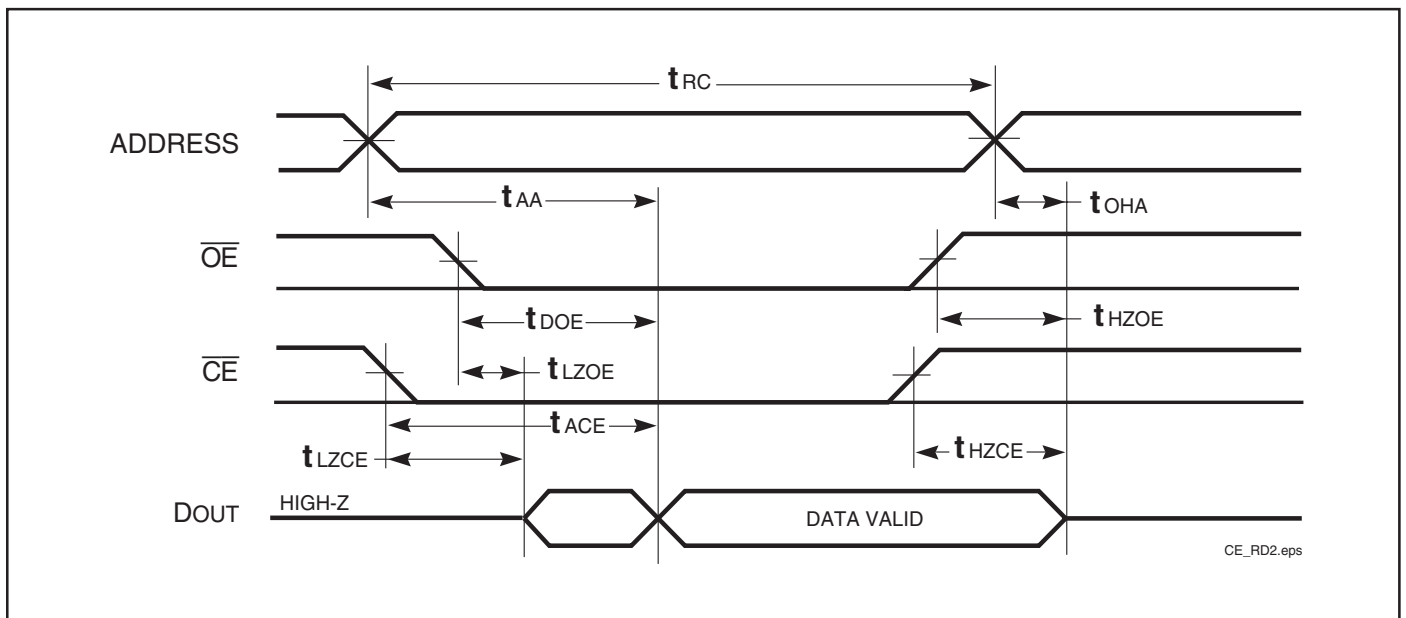 tRC
ADDRESS
tAA
tOHA
OE
tDOE
tHZOE
CE
tLZOE
tACE
tLZCE
tHZCE
DOUT
HIGH-Z
DATA VALID
CE_RD2.eps